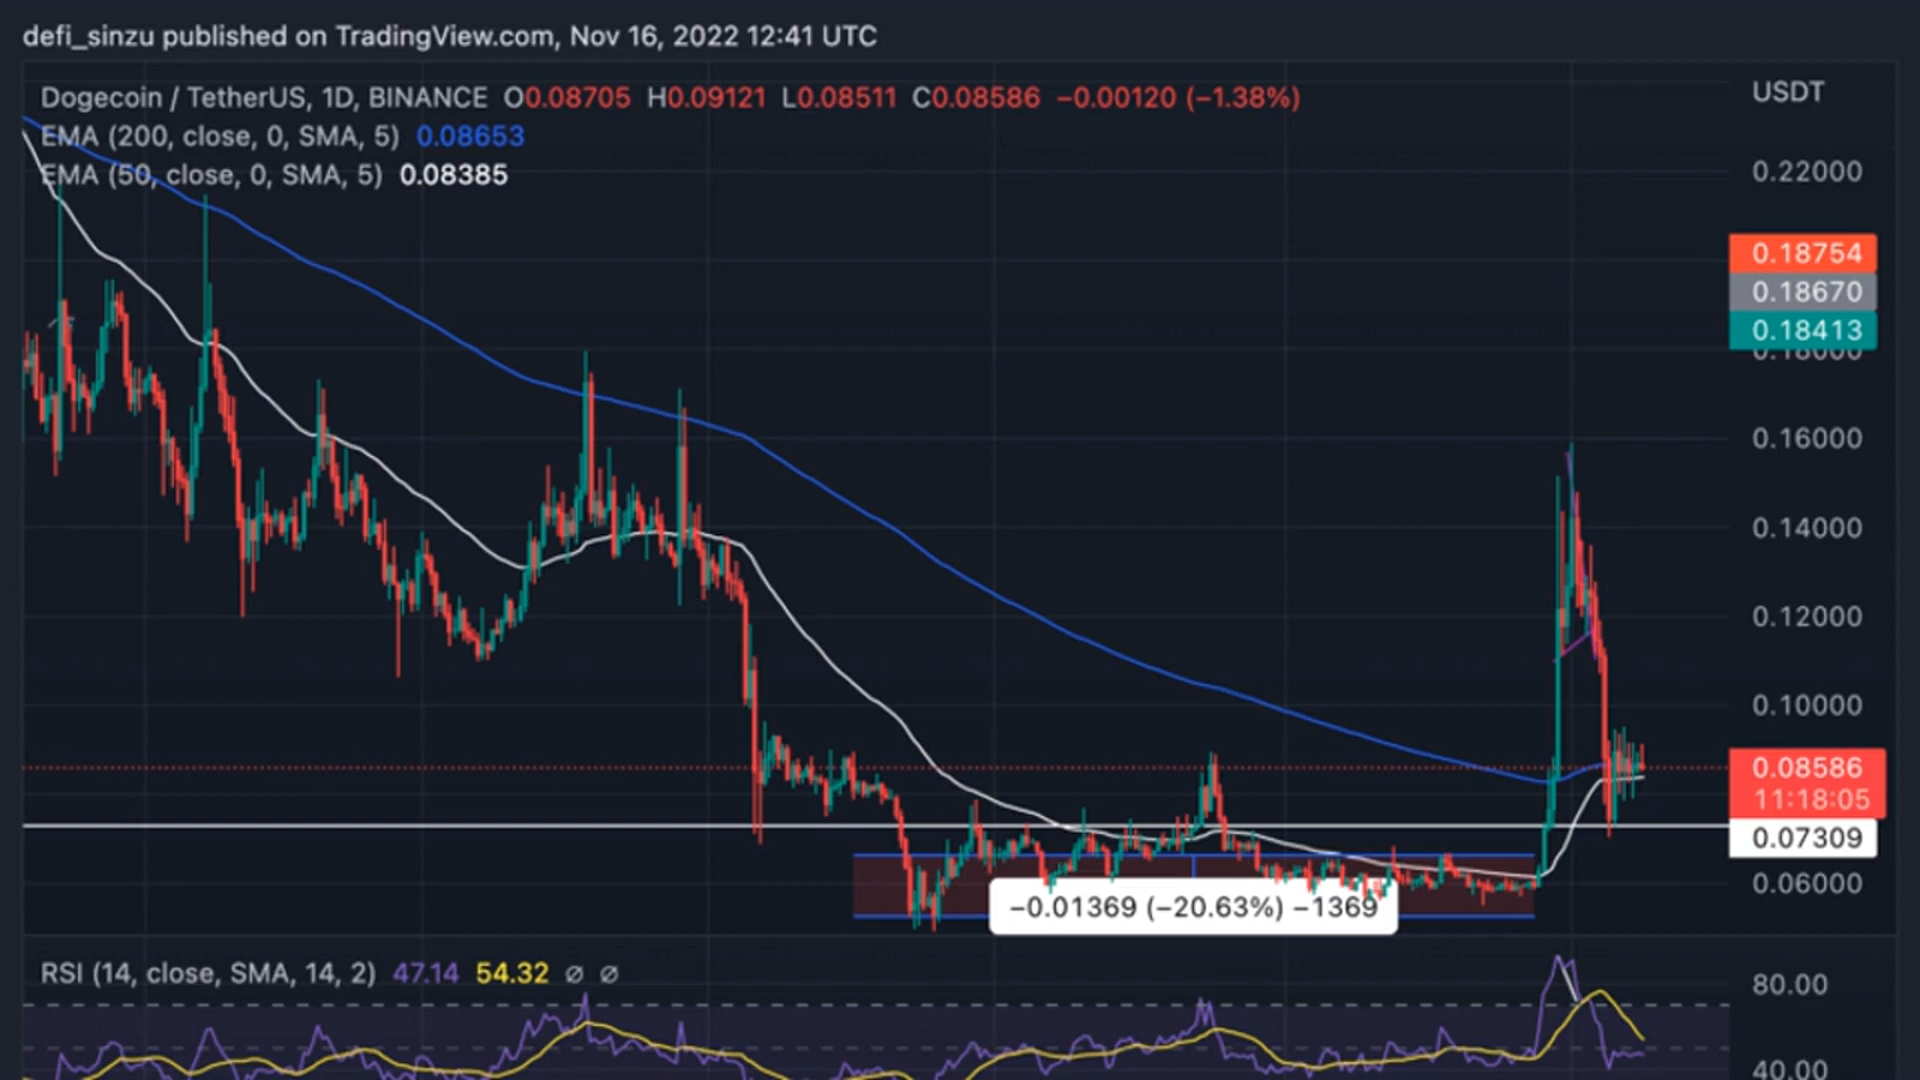 defi_sinzu published on TradingView.com, Nov 16, 2022 12:41 UTC
Dogecoin / TetherUS, 1D, BINANCE O0.08705 H0.09121 L0.08511 C0.08586 −0.00120 (−1.38%)
USDT
EMA (200, close, 0, SMA, 5) 0.08653
EMA (50, close, 0, SMA, 5) 0.08385
0.22000
0.18754
0.18670
0.18413
0.18000
0.16000
0.14000
0.12000
0.10000
0.08586
11:18:05
0.07309
0.06000
−0.01369 (−20.63%) −1369
RSI (14, close, SMA, 14, 2) 47.14 54.32 ∅ ∅
80.00
40.00